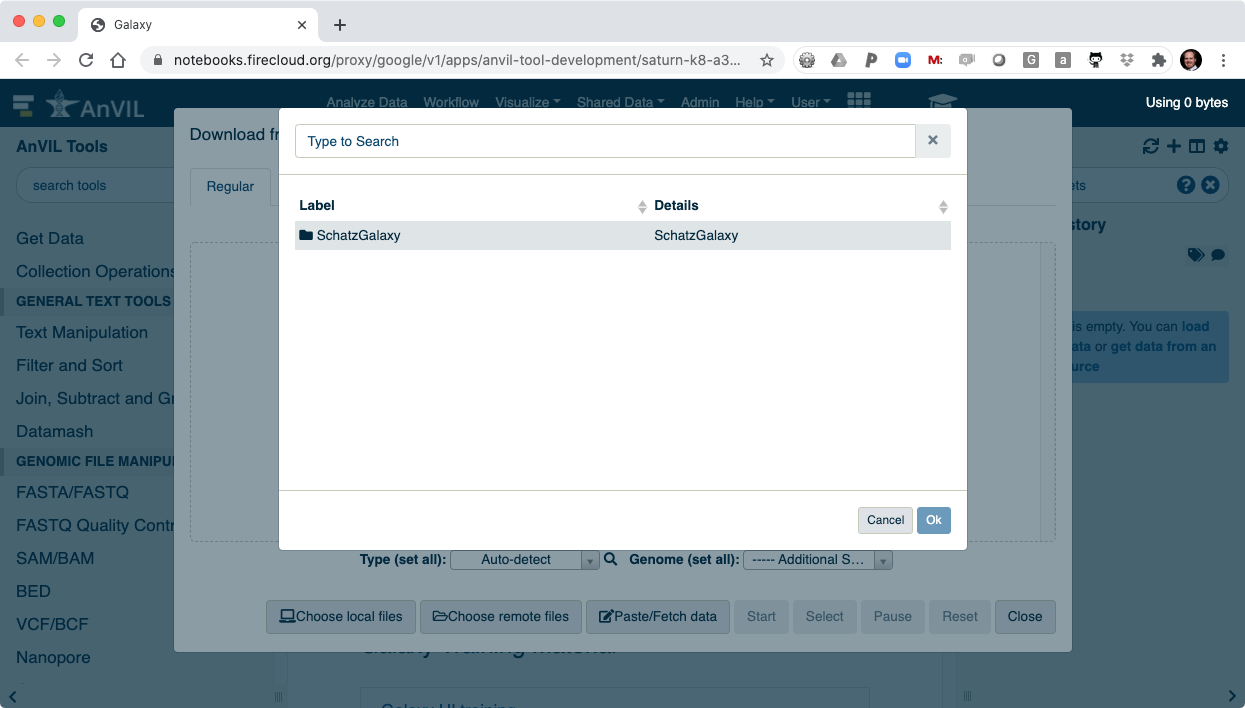 Galaxy
notebooks.firecloud.org/proxy/google/v1/apps/anvil-tool-development/saturn-k8-a3...
AnVIL
Analyze Data Workflow Visualize Shared Data Admin Help User
Using 0 bytes
AnVIL Tools
search tools
Get Data
Collection Operations
GENERAL TEXT TOOLS
Text Manipulation
Filter and Sort
Join, Subtract and Gr
Datamash
GENOMIC FILE MANIPU
FASTA/FASTQ
FASTQ Quality Contr
SAM/BAM
BED
VCF/BCF
Nanopore
Download fr
Regular
Type to Search
Label Details
SchatzGalaxy SchatzGalaxy
Cancel Ok
Type (set all): Auto-detect Genome (set all): ----- Additional S...
Choose local files Choose remote files Paste/Fetch data Start Select Pause Reset Close
ets
story
is empty. You can load
ata or get data from an
urce
Galaxy UI training